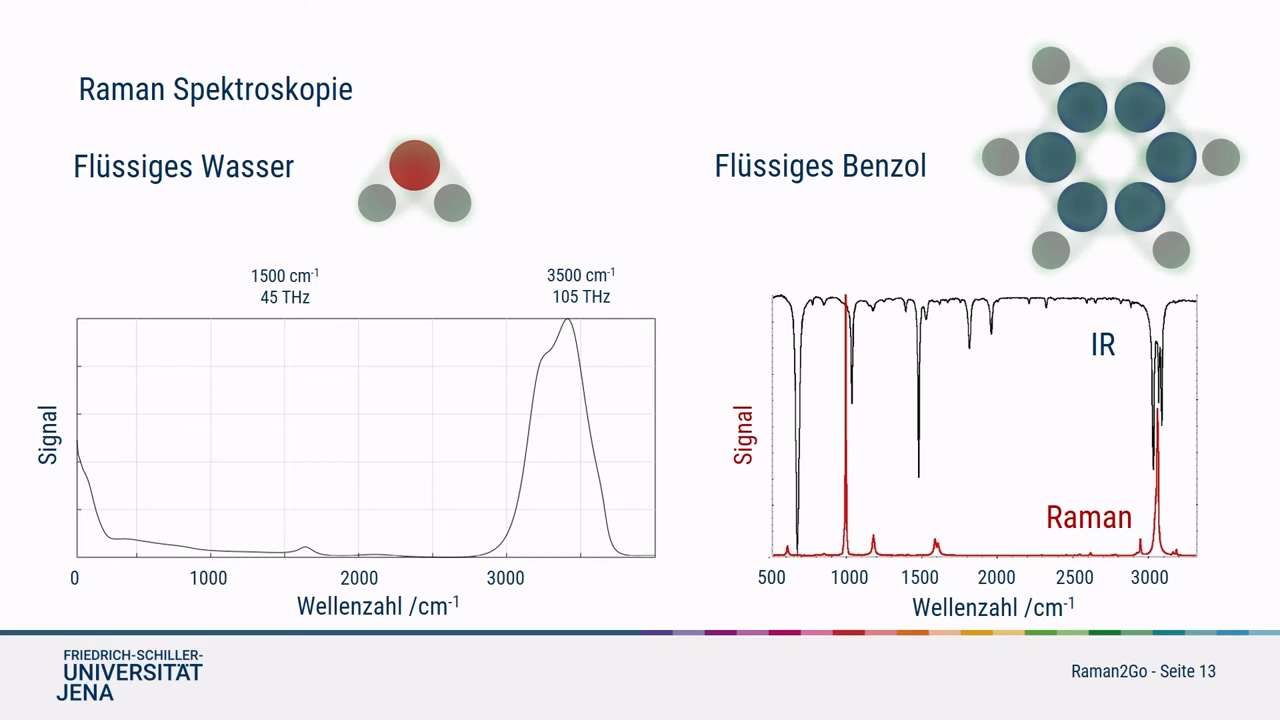 Raman Spektroskopie
Flüssiges Wasser
Flüssiges Benzol
1500 cm⁻¹
45 THz
3500 cm⁻¹
105 THz
Signal
0 1000 2000 3000
Wellenzahl /cm⁻¹
IR
Signal
Raman
500 1000 1500 2000 2500 3000
Wellenzahl /cm⁻¹
FRIEDRICH-SCHILLER-
UNIVERSITÄT
JENA
Raman2Go - Seite 13